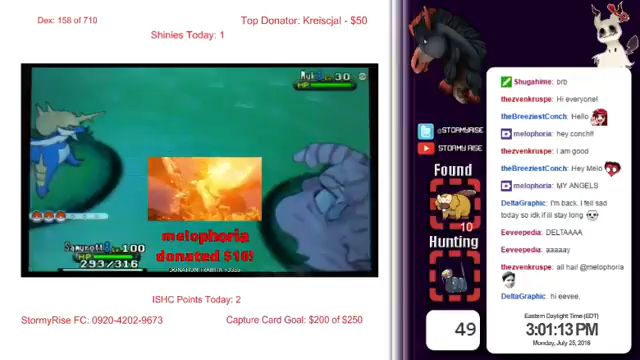 Dex: 158 of 710
Top Donator: Kreiscjal - $50
Shinies Today: 1
Muk
Lv. 30
HP
melophoria
donated $10!
Samurott Lv. 100
HP
293/316
ISHC Points Today: 2
StormyRise FC: 0920-4202-9673
Capture Card Goal: $200 of $250
@STORMYRISE
STORMY RISE
Found
10
Hunting
49
Shugahime: brb
thezvenkruspe: Hi everyone!
theBreeziestConch: Hello
melophoria: hey conch!!
thezvenkruspe: I am good
theBreeziestConch: Hey Melo
melophoria: MY ANGELS
DeltaGraphic: I'm back. I fell sad
today so idk if ill stay long
Eeveepedia: DELTAAAA
Eeveepedia: aaaaay
thezvenkruspe: all hail @melophoria
DeltaGraphic: hi eevee.
Eastern Daylight Time (EDT)
3:01:13 PM
Monday, July 25, 2016